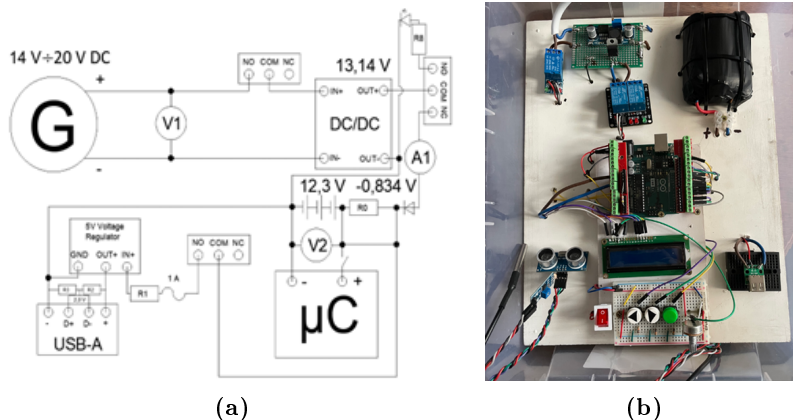 14 V÷20 V DC
+
G
-
V1
NO COM NC
13,14 V
IN+ OUT+
DC/DC
IN- OUT-
R8
NO
COM
NC
A1
12,3 V -0,834 V
R0
V2
- +
µC
5V Voltage
Regulator
GND OUT+ IN+
R1
1 A
NO COM NC
R1 R2
- D+ D- +
USB-A
+ -
(a) (b)